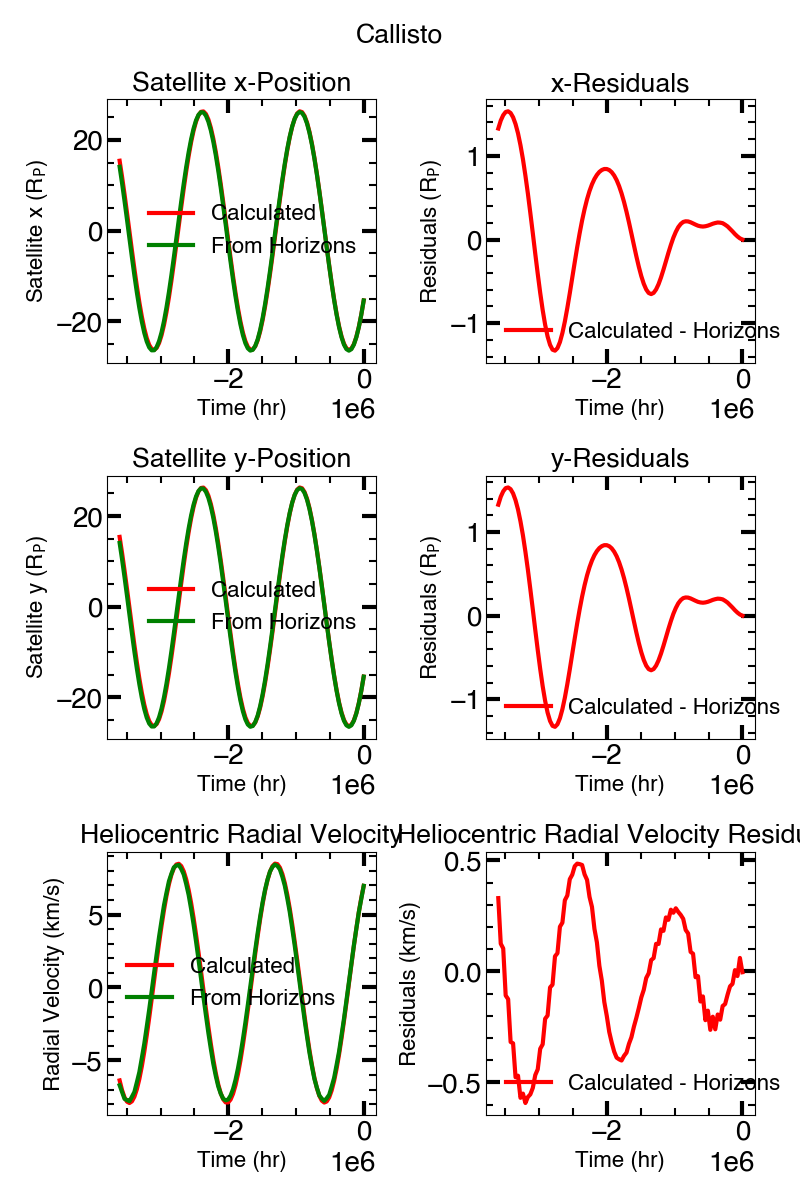 Callisto
Satellite x-Position
Satellite x (RP)
20
0
−20
Calculated
From Horizons
−2
0
Time (hr)
1e6
x-Residuals
Residuals (RP)
1
0
−1
Calculated - Horizons
−2
0
Time (hr)
1e6
Satellite y-Position
Satellite y (RP)
20
0
−20
Calculated
From Horizons
−2
0
Time (hr)
1e6
y-Residuals
Residuals (RP)
1
0
−1
Calculated - Horizons
−2
0
Time (hr)
1e6
Heliocentric Radial Velocity
Radial Velocity (km/s)
5
0
−5
Calculated
From Horizons
−2
0
Time (hr)
1e6
Heliocentric Radial Velocity Residu
Residuals (km/s)
0.5
0.0
−0.5
Calculated - Horizons
−2
0
Time (hr)
1e6